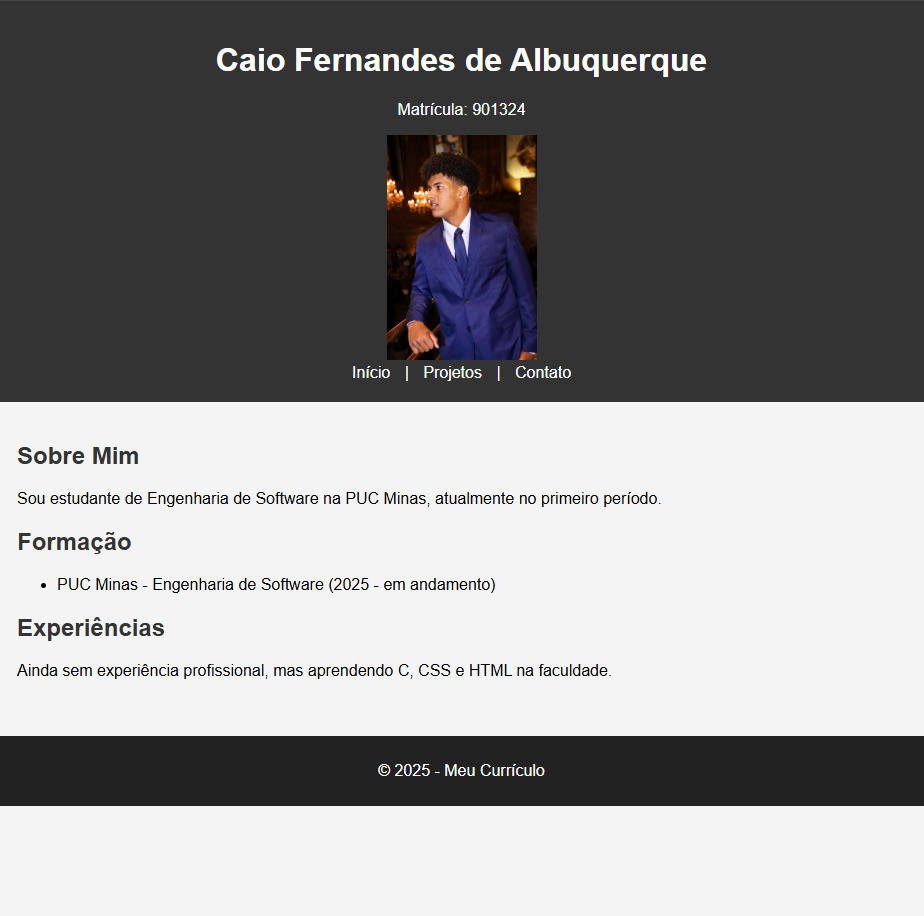 Caio Fernandes de Albuquerque
Matrícula: 901324
Início | Projetos | Contato
Sobre Mim
Sou estudante de Engenharia de Software na PUC Minas, atualmente no primeiro período.
Formação
• PUC Minas - Engenharia de Software (2025 - em andamento)
Experiências
Ainda sem experiência profissional, mas aprendendo C, CSS e HTML na faculdade.
© 2025 - Meu Currículo